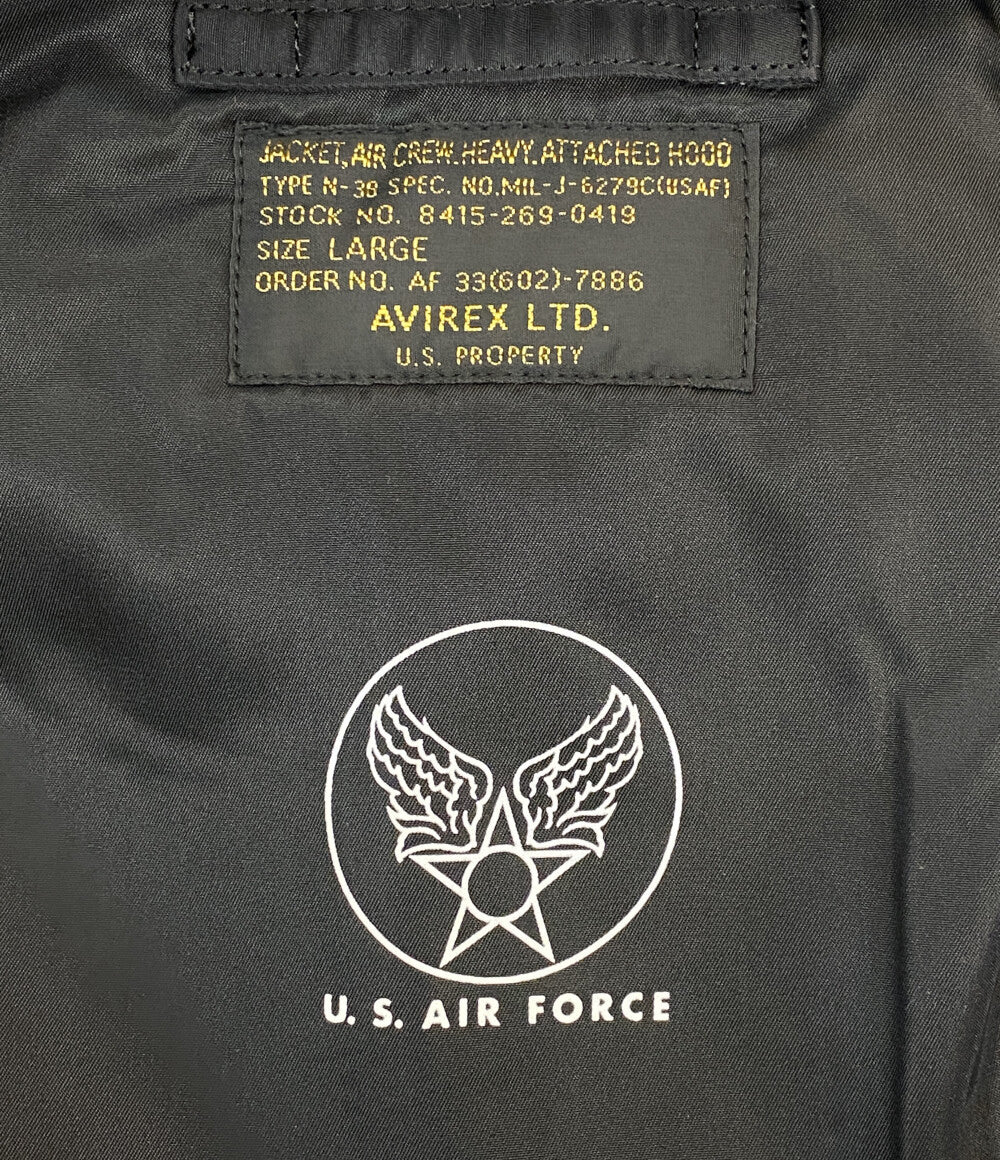 JACKET, AIR CREW.HEAVY.ATTACHED HOOD
TYPE N-3B SPEC. NO.MIL-J-6279C(USAF)
STOCK NO. 8415-269-0419
SIZE LARGE
ORDER NO. AF 33(602)-7886
AVIREX LTD.
U.S. PROPERTY
U.S. AIR FORCE